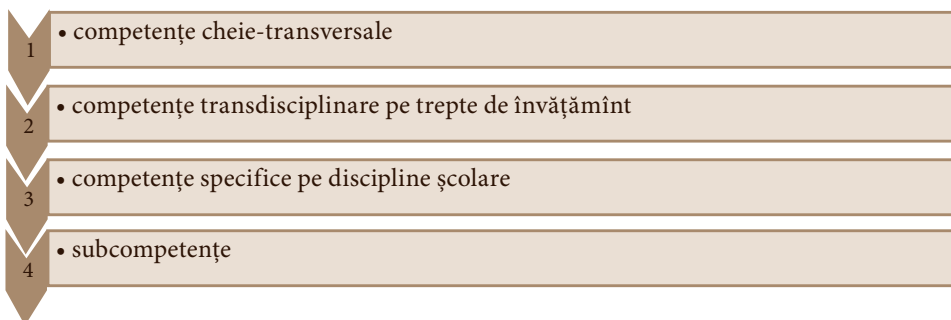 1 • competențe cheie-transversale
2 • competențe transdisciplinare pe trepte de învățămînt
3 • competențe specifice pe discipline școlare
4 • subcompetențe